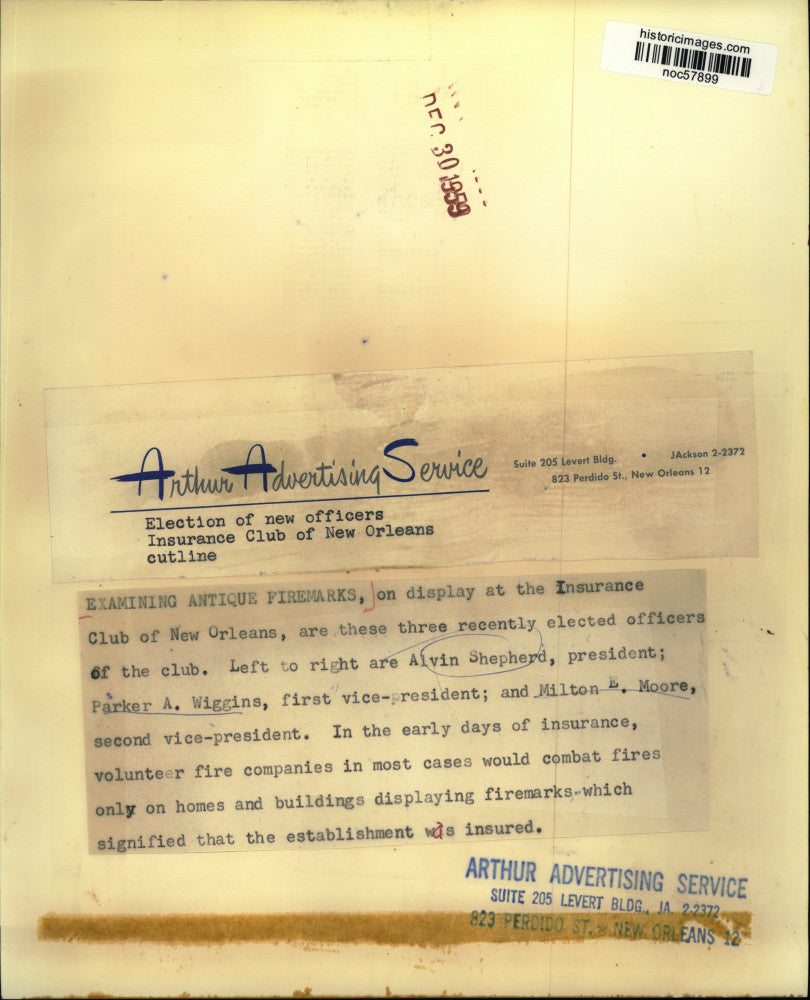 historicimages.com
noc57899
DEC. 30 1959
Arthur Advertising Service
Suite 205 Levert Bldg. • JAckson 2-2372
823 Perdido St., New Orleans 12
Election of new officers
Insurance Club of New Orleans
cutline
EXAMINING ANTIQUE FIREMARKS, on display at the Insurance
Club of New Orleans, are these three recently elected officers
of the club. Left to right are Alvin Shepherd, president;
Parker A. Wiggins, first vice-president; and Milton E. Moore,
second vice-president. In the early days of insurance,
volunteer fire companies in most cases would combat fires
only on homes and buildings displaying firemarks which
signified that the establishment was insured.
ARTHUR ADVERTISING SERVICE
SUITE 205 LEVERT BLDG., JA. 2-2372
823 PERDIDO ST. * NEW ORLEANS 12